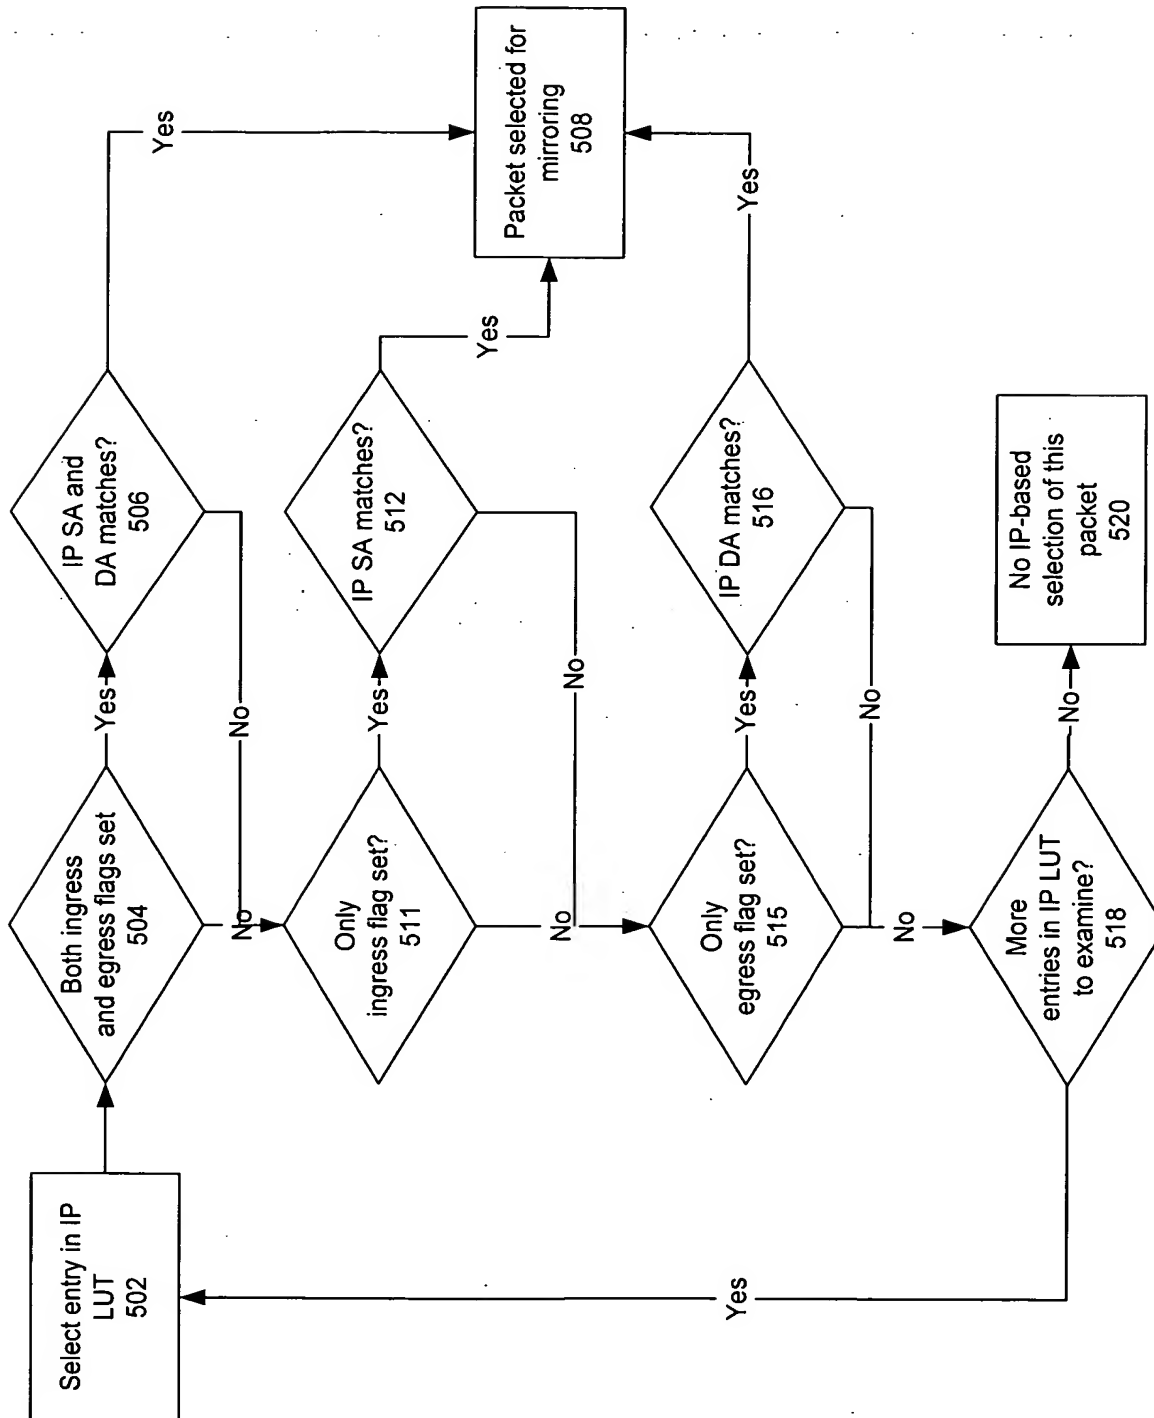 Select entry in IP
LUT
502
Both ingress
and egress flags set
504
Yes
IP SA and
DA matches?
506
Yes
Packet selected for
mirroring
508
No
No
Only
ingress flag set?
511
Yes
IP SA matches?
512
Yes
No
No
Only
egress flag set?
515
Yes
IP DA matches?
516
Yes
No
No
More
entries in IP LUT
to examine?
518
No
No IP-based
selection of this
packet
520
Yes